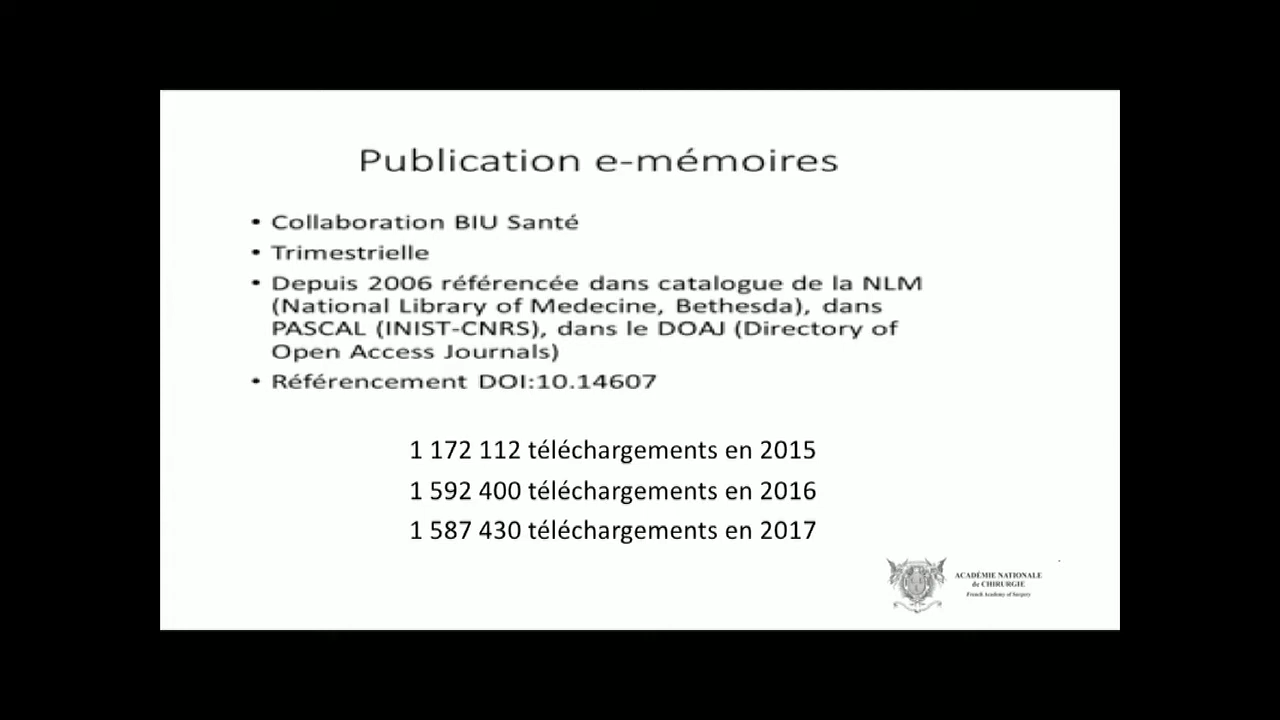 Publication e-mémoires
• Collaboration BIU Santé
• Trimestrielle
• Depuis 2006 référencée dans catalogue de la NLM
(National Library of Medecine, Bethesda), dans
PASCAL (INIST-CNRS), dans le DOAJ (Directory of
Open Access Journals)
• Référencement DOI:10.14607
1 172 112 téléchargements en 2015
1 592 400 téléchargements en 2016
1 587 430 téléchargements en 2017
ACADÉMIE NATIONALE
de CHIRURGIE
French Academy of Surgery